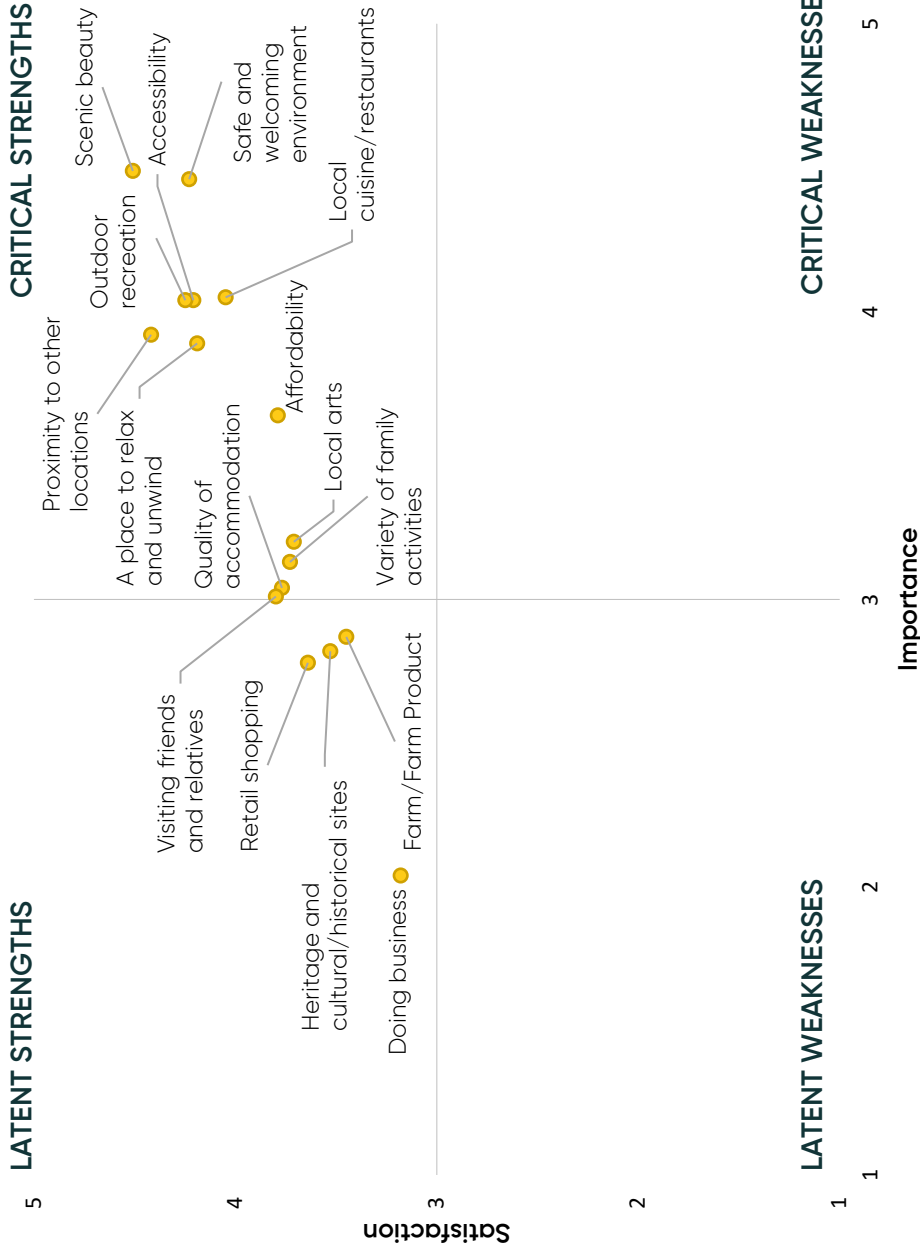 LATENT STRENGTHS
CRITICAL STRENGTHS
5
4
3
2
1
Satisfaction
Proximity to other
locations
Outdoor
recreation
Scenic beauty
Accessibility
A place to relax
and unwind
Safe and
welcoming
environment
Visiting friends
and relatives
Quality of
accommodation
Local
cuisine/restaurants
Retail shopping
Affordability
Heritage and
cultural/historical sites
Local arts
Variety of family
activities
Doing business
Farm/Farm Product
LATENT WEAKNESSES
CRITICAL WEAKNESSE
1
2
3
4
5
Importance